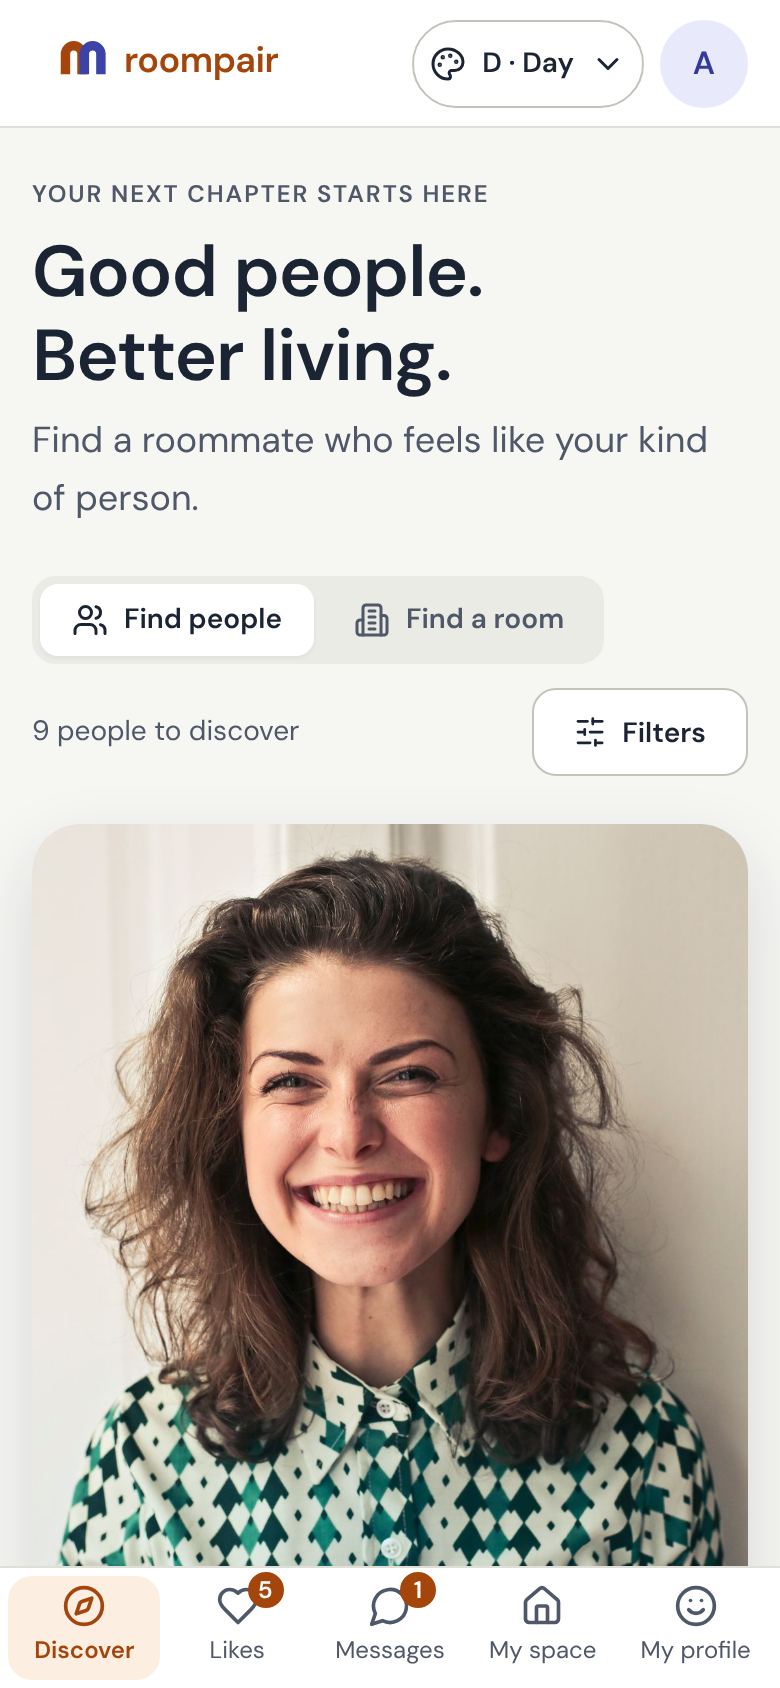 roompair
D · Day
A
YOUR NEXT CHAPTER STARTS HERE
Good people.
Better living.
Find a roommate who feels like your kind
of person.
Find people
Find a room
9 people to discover
Filters
5
1
Discover
Likes
Messages
My space
My profile